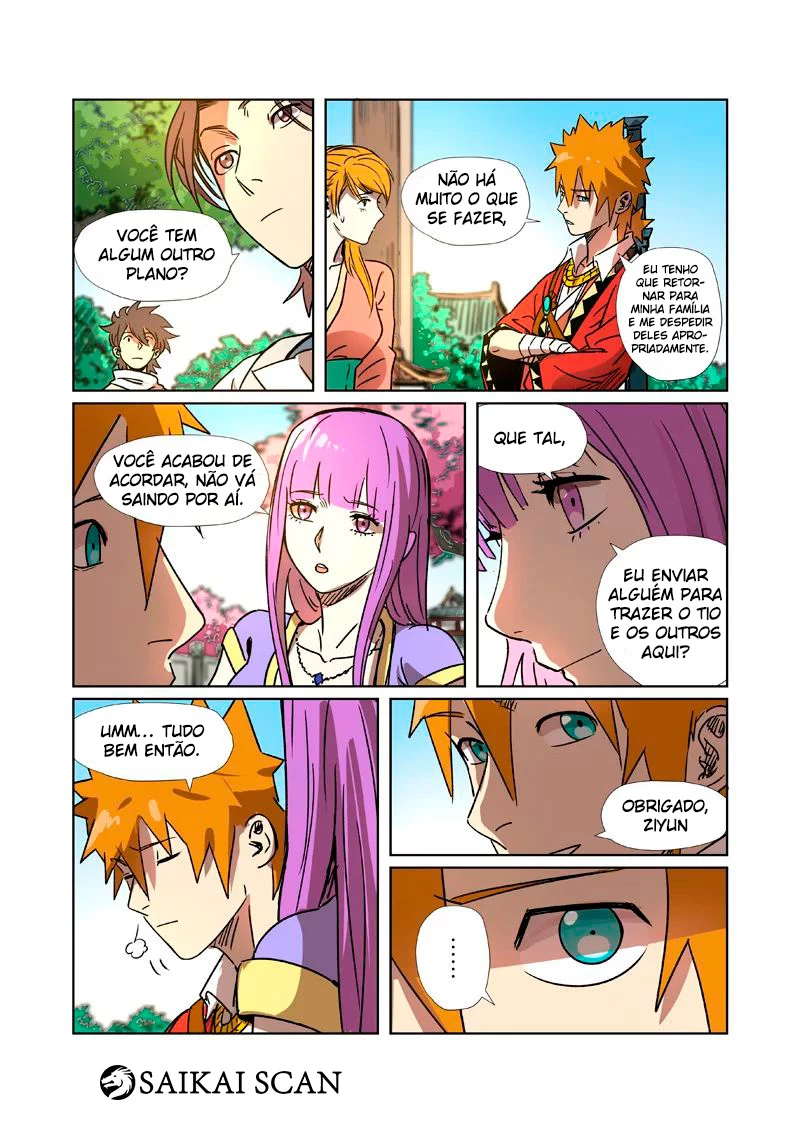 VOCÊ TEM
ALGUM OUTRO
PLANO?
NÃO HÁ
MUITO O QUE
SE FAZER,
EU TENHO
QUE RETOR-
NAR PARA
MINHA FAMÍLIA
E ME DESPEDIR
DELES APRO-
PRIADAMENTE.
VOCÊ ACABOU DE
ACORDAR, NÃO VÁ
SAINDO POR AÍ.
QUE TAL,
EU ENVIAR
ALGUÉM PARA
TRAZER O TIO
E OS OUTROS
AQUI?
UMM... TUDO
BEM ENTÃO.
OBRIGADO,
ZIYUN
......
SAIKAI SCAN